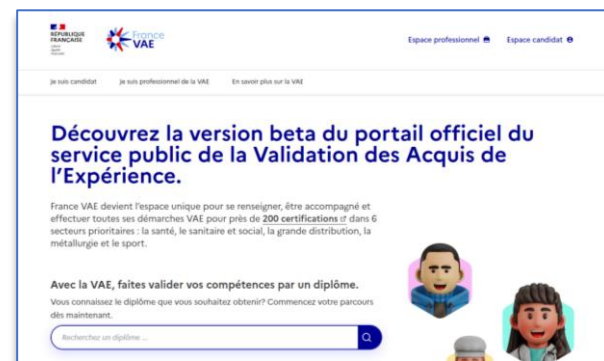 RÉPUBLIQUE
FRANÇAISE
France
VAE
Espace professionnel
Espace candidat
Je suis candidat
Je suis professionnel de la VAE
En savoir plus sur la VAE
Découvrez la version beta du portail officiel du
service public de la Validation des Acquis de
l'Expérience.
France VAE devient l'espace unique pour se renseigner, être accompagné et
effectuer toutes ses démarches VAE pour près de 200 certifications dans 6
secteurs prioritaires : la santé, le sanitaire et social, la grande distribution, la
métallurgie et le sport.
Avec la VAE, faites valider vos compétences par un diplôme.
Vous connaissez le diplôme que vous souhaitez obtenir? Commencez votre parcours
dès maintenant.
Recherchez un diplôme ...